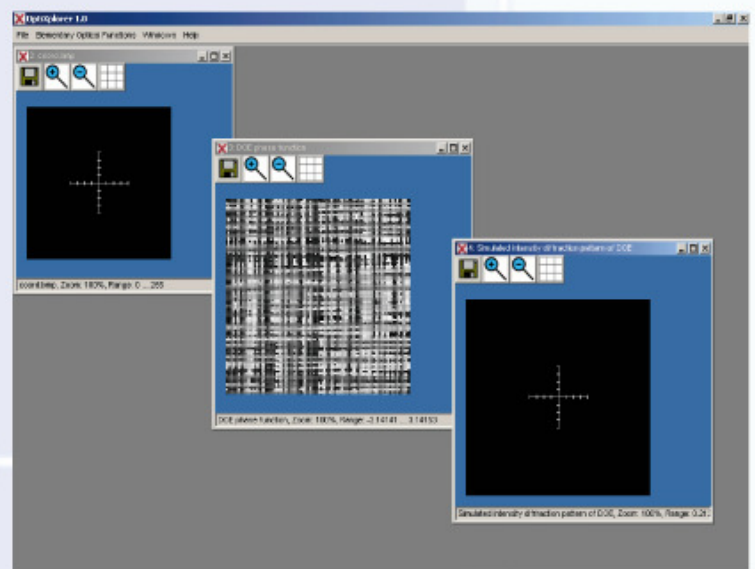 OptiXplorer 1.0
File Elementary Optical Functions Windows Help
coord.bmp, Zoom: 100%, Range: 0 ... 255
3: DOE phase function
DOE phase function, Zoom: 100%, Range: -3.14141 ... 3.14153
4: Simulated intensity diffraction pattern of DOE
Simulated intensity diffraction pattern of DOE, Zoom: 100%, Range: